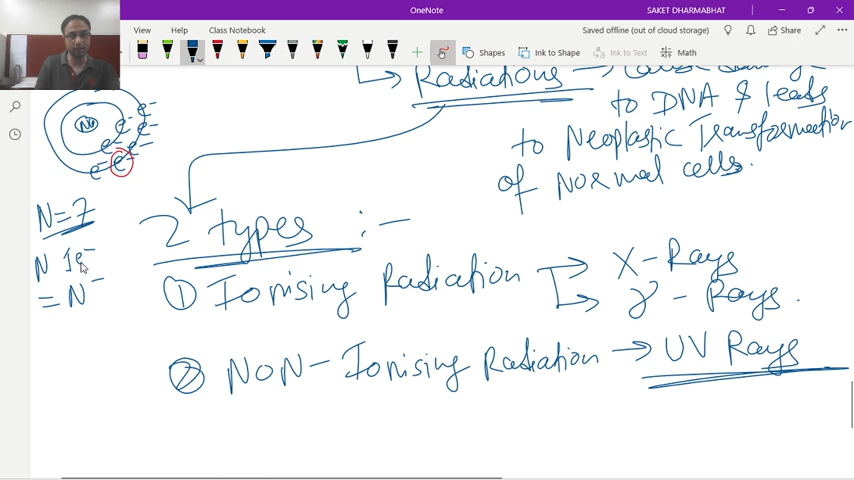 OneNote
SAKET DHARMABHAT
View
Help
Class Notebook
Saved offline (out of cloud storage)
Share
Shapes
Ink to Shape
Ink to Text
Math
Radiations →
to DNA & leads
to Neoplastic Transformation
of Normal cells.
e- e-
e- e-
e- e-
e- e-
N=7
N
= N-
2 types :-
① Ionising Radiation
X-Rays
γ-Rays.
② NON-Ionising Radiation → UV Rays